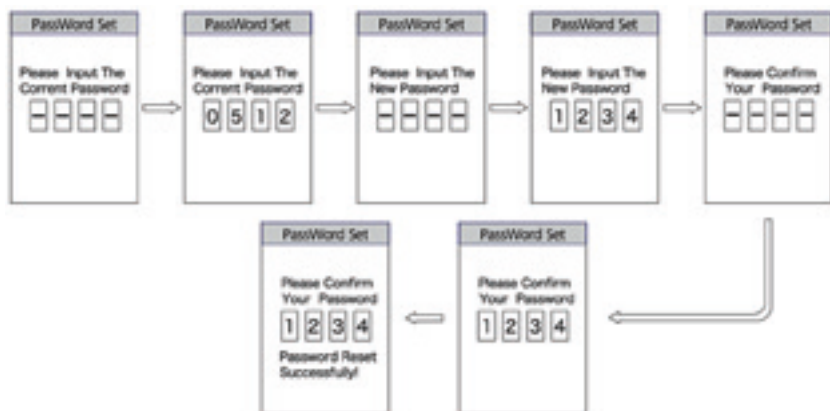 PassWord Set
Please Input The
Corrent Password
– – – –
PassWord Set
Please Input The
Corrent Password
0 5 1 2
PassWord Set
Please Input The
New Password
– – – –
PassWord Set
Please Input The
New Password
1 2 3 4
PassWord Set
Please Confirm
Your Password
– – – –
PassWord Set
Please Confirm
Your Password
1 2 3 4
PassWord Set
Please Confirm
Your Password
1 2 3 4
Password Reset
Successfully!